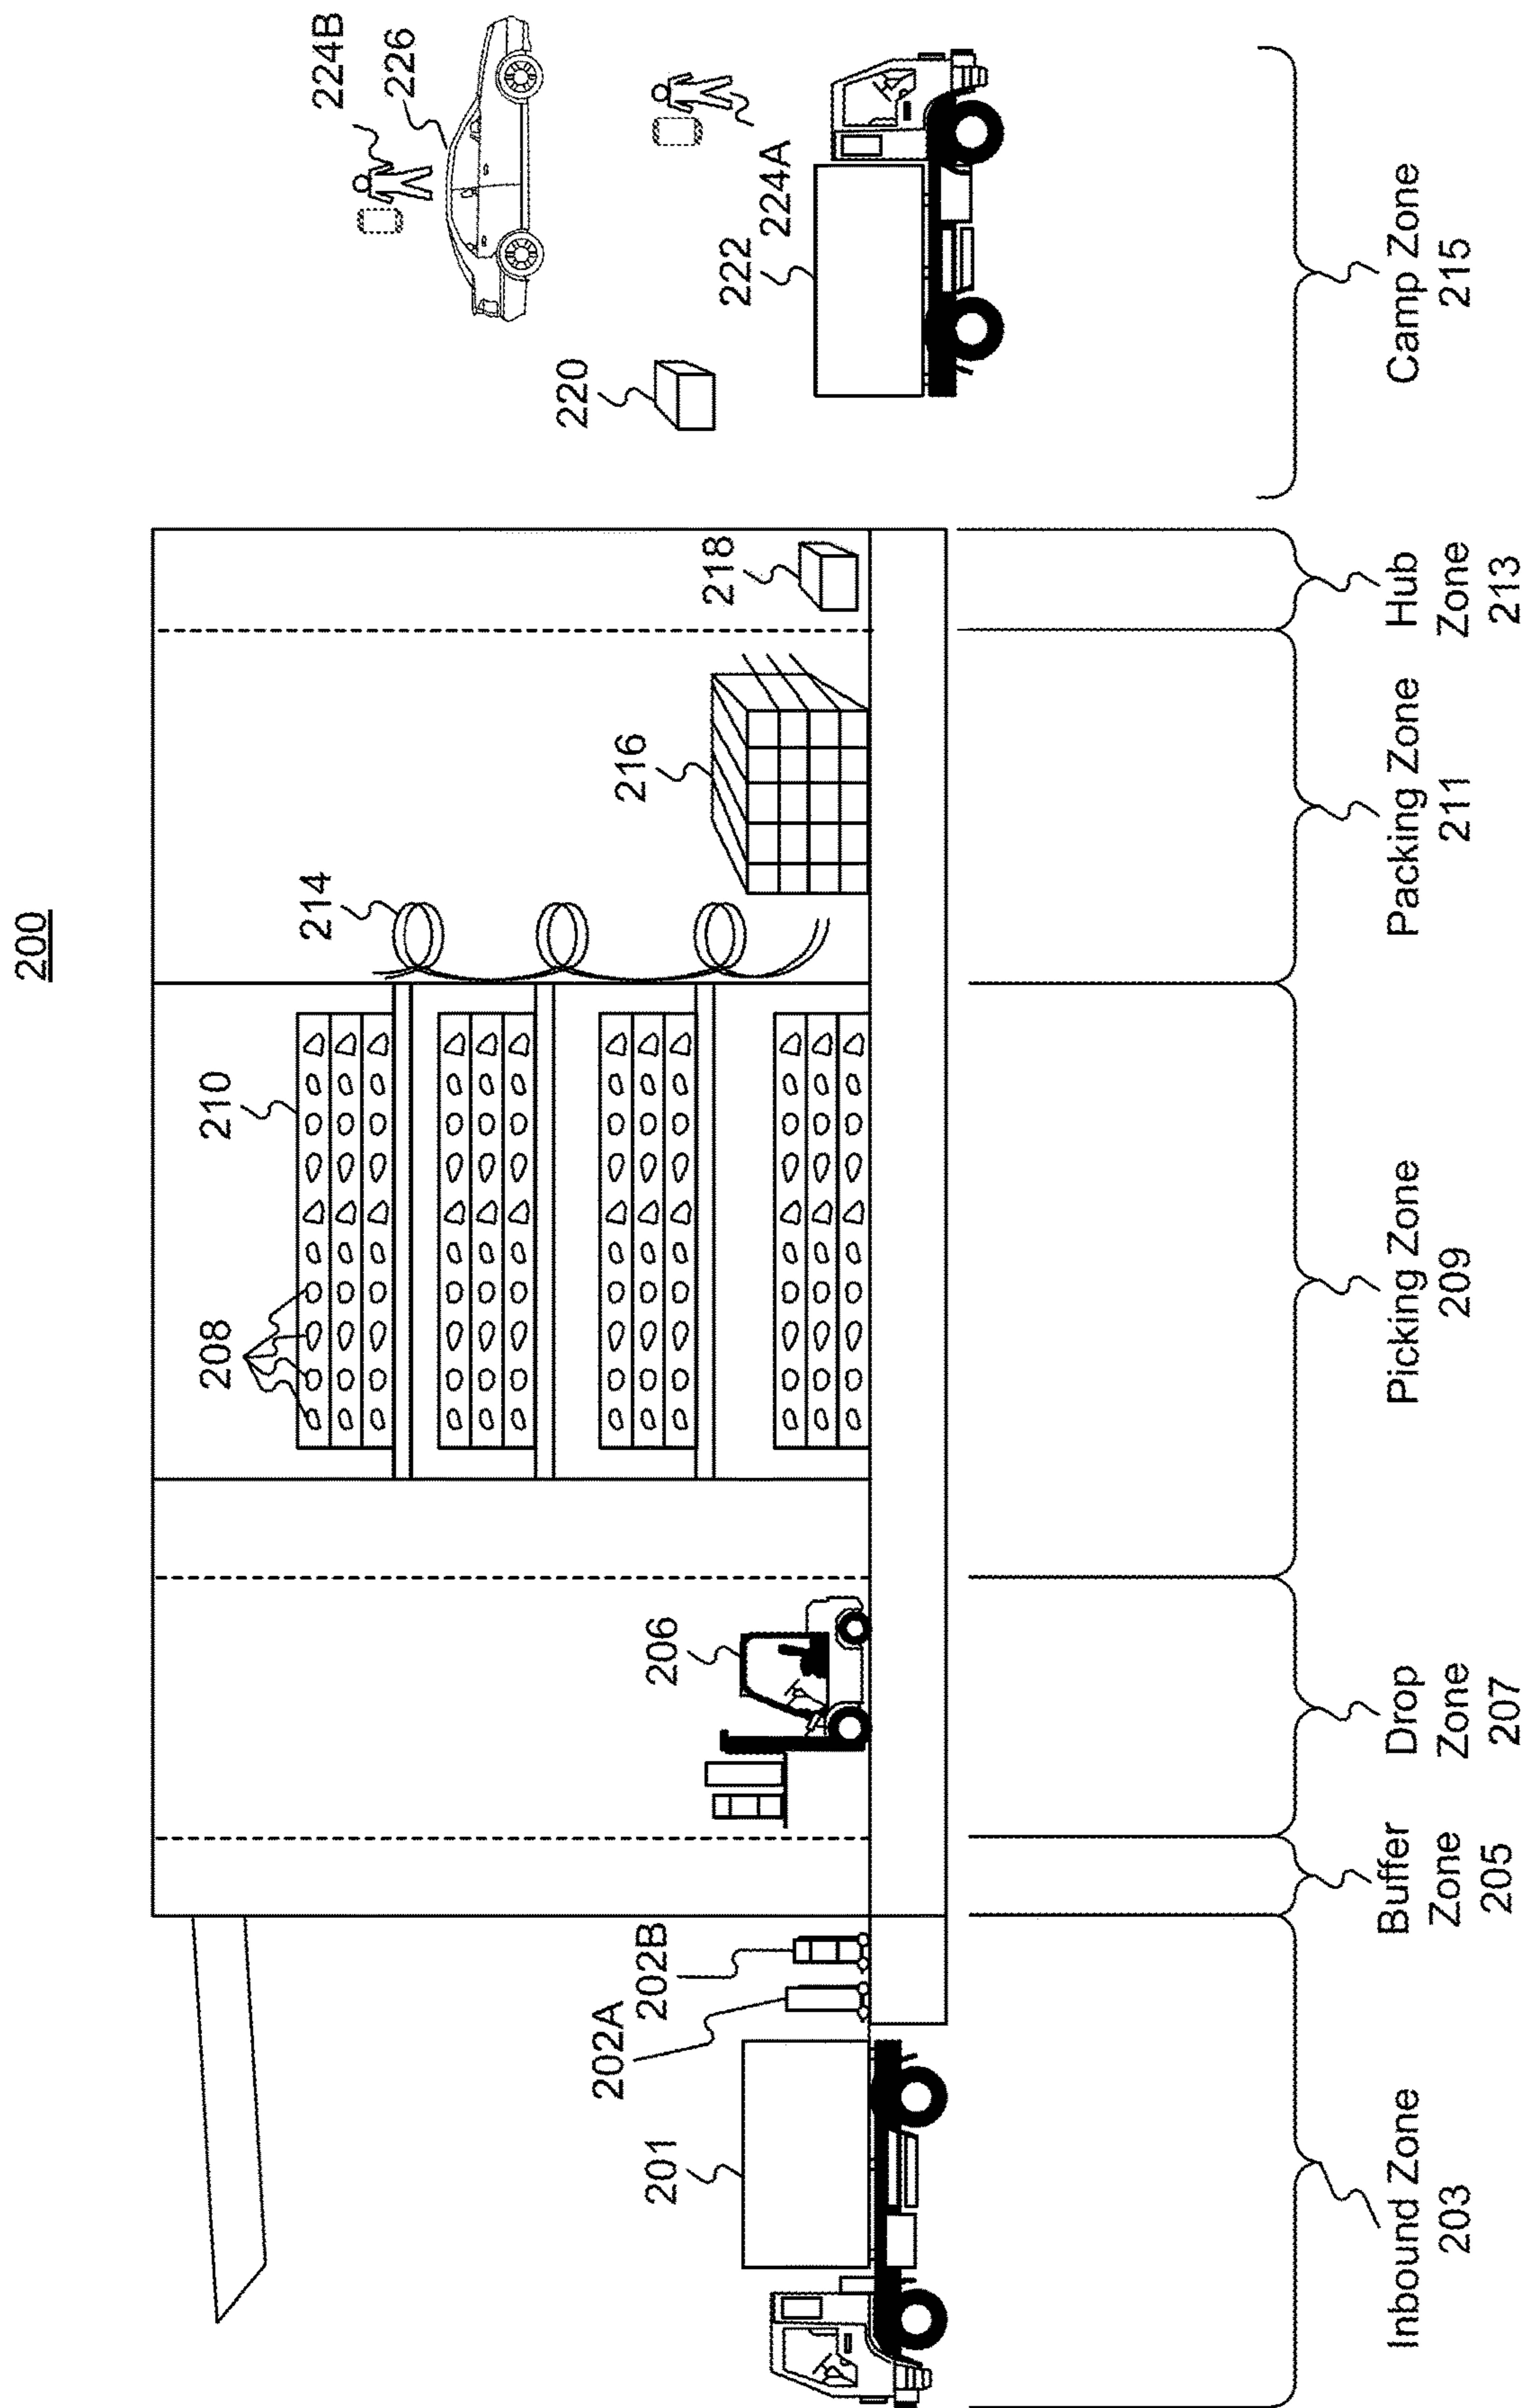 200
224B
226
224A
222
220
218
216
214
210
208
206
202B
202A
201
Inbound Zone
203
Buffer
Zone
205
Drop
Zone
207
Picking Zone
209
Packing Zone
211
Hub
Zone
213
Camp Zone
215